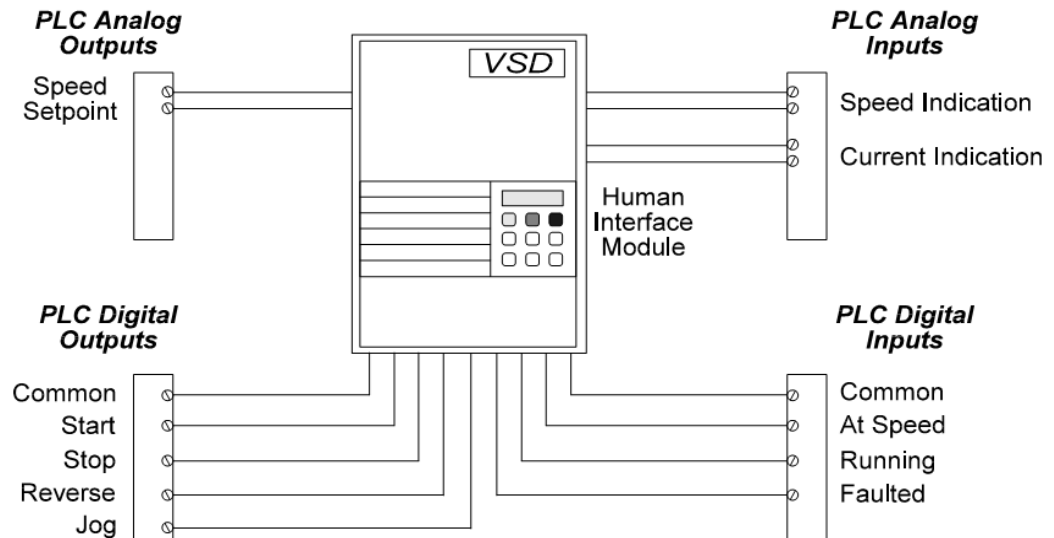 PLC Analog
Outputs
Speed
Setpoint
VSD
PLC Analog
Inputs
Speed Indication
Current Indication
Human
Interface
Module
PLC Digital
Outputs
Common
Start
Stop
Reverse
Jog
PLC Digital
Inputs
Common
At Speed
Running
Faulted